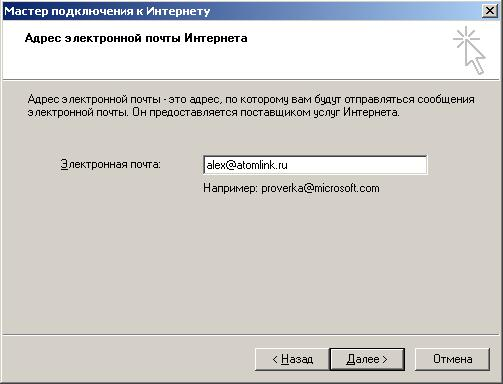 Мастер подключения к Интернету
Адрес электронной почты Интернета
Адрес электронной почты - это адрес, по которому вам будут отправляться сообщения
электронной почты. Он предоставляется поставщиком услуг Интернета.
Электронная почта: alex@atomlink.ru
Например: proverka@microsoft.com
< Назад Далее > Отмена